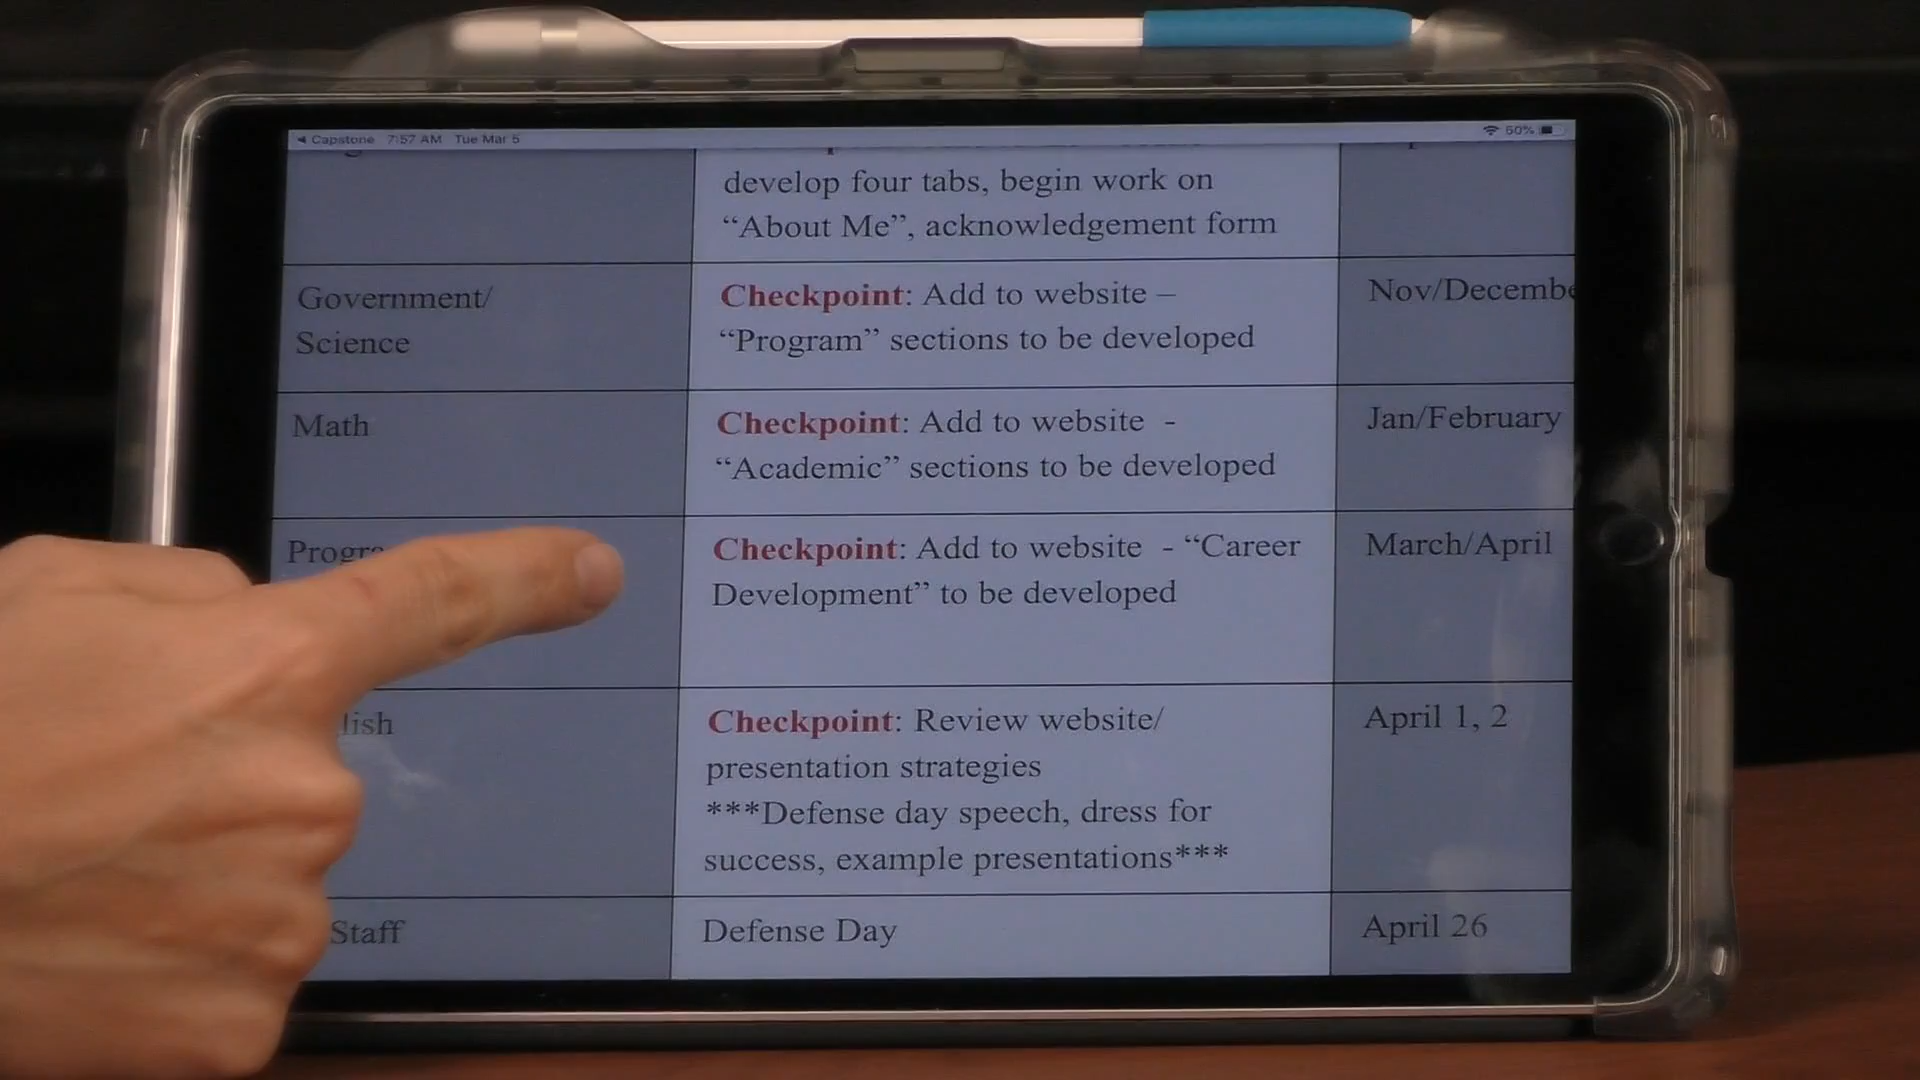 Capstone 7:57 AM Tue Mar 5
50%
develop four tabs, begin work on
“About Me”, acknowledgement form
Government/
Science
Checkpoint: Add to website –
“Program” sections to be developed
Nov/Decembe
Math
Checkpoint: Add to website -
“Academic” sections to be developed
Jan/February
Checkpoint: Add to website - “Career
Development” to be developed
March/April
lish
Checkpoint: Review website/
presentation strategies
***Defense day speech, dress for
success, example presentations***
April 1, 2
Staff
Defense Day
April 26